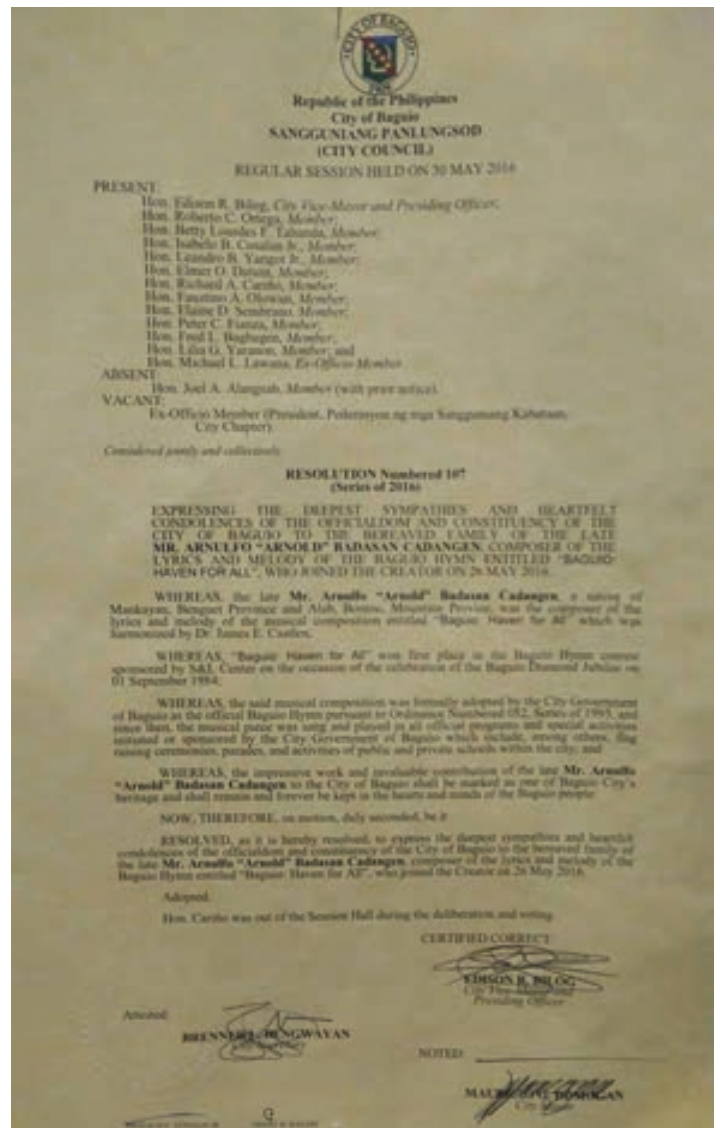 CITY OF BAGUIO
Republic of the Philippines
City of Baguio
SANGGUNIANG PANLUNGSOD
(CITY COUNCIL)
REGULAR SESSION HELD ON 30 MAY 2016
PRESENT:
Hon. Edison R. Bilog, City Vice-Mayor and Presiding Officer;
Hon. Roberto C. Ortega, Member;
Hon. Betty Lourdes F. Tabanda, Member;
Hon. Isabelo B. Cosalan Jr., Member;
Hon. Leandro B. Yangot Jr., Member;
Hon. Elmer O. Datuin, Member;
Hon. Richard A. Cariño, Member;
Hon. Faustino A. Olowan, Member;
Hon. Elaine D. Sembrano, Member;
Hon. Peter C. Fianza, Member;
Hon. Fred L. Bagbagen, Member;
Hon. Lilia G. Yaranon, Member; and
Hon. Michael L. Lawana, Ex-Officio Member
ABSENT:
Hon. Joel A. Alangsab, Member (with prior notice).
VACANT:
Ex-Officio Member (President, Pederasyon ng mga Sangguniang Kabataan,
City Chapter).
Considered jointly and collectively
RESOLUTION Numbered 107
(Series of 2016)
EXPRESSING THE DEEPEST SYMPATHIES AND HEARTFELT
CONDOLENCES OF THE OFFICIALDOM AND CONSTITUENCY OF THE
CITY OF BAGUIO TO THE BEREAVED FAMILY OF THE LATE
MR. ARNULFO "ARNOLD" BADASAN CADANGEN, COMPOSER OF THE
LYRICS AND MELODY OF THE BAGUIO HYMN ENTITLED "BAGUIO:
HAVEN FOR ALL", WHO JOINED THE CREATOR ON 26 MAY 2016.
WHEREAS, the late Mr. Arnulfo "Arnold" Badasan Cadangen, a native of
Mankayan, Benguet Province and Alab, Bontoc, Mountain Province, was the composer of the
lyrics and melody of the musical composition entitled "Baguio: Haven for All" which was
harmonized by Dr. James E.
WHEREAS, "Baguio: Haven for All" won first place in the Baguio Hymn contest
sponsored by Center on the occasion of the celebration of the Baguio Diamond Jubilee on
01 September 1984;
WHEREAS, the said musical composition was formally adopted by the City Government
of Baguio as the official Baguio Hymn pursuant to Ordinance Numbered 052, Series of 1995, and
since then, the musical piece was sung and played in all official programs and special activities
initiated or sponsored by the City Government of Baguio which include, among others, flag
raising ceremonies, parades, and activities of public and private schools within the city; and
WHEREAS, the impressive work and invaluable contribution of the late Mr. Arnulfo
"Arnold" Badasan Cadangen to the City of Baguio shall be marked as one of Baguio City's
heritage and shall remain and forever be kept in the hearts and minds of the Baguio people.
NOW, THEREFORE, on motion, duly seconded, be it
RESOLVED, as it is hereby resolved, to express the deepest sympathies and heartfelt
condolences of the officialdom and constituency of the City of Baguio to the bereaved family of
the late Mr. Arnulfo "Arnold" Badasan Cadangen, composer of the lyrics and melody of the
Baguio Hymn entitled "Baguio: Haven for All", who joined the Creator on 26 May 2016.
Adopted.
Hon. Cariño was out of the Session Hall during the deliberation and voting.
CERTIFIED CORRECT:
EDISON R. BILOG
City Vice-Mayor and
Presiding Officer
Attested:
BENGWAYAN
NOTED:
DOMOGAN
City Mayor